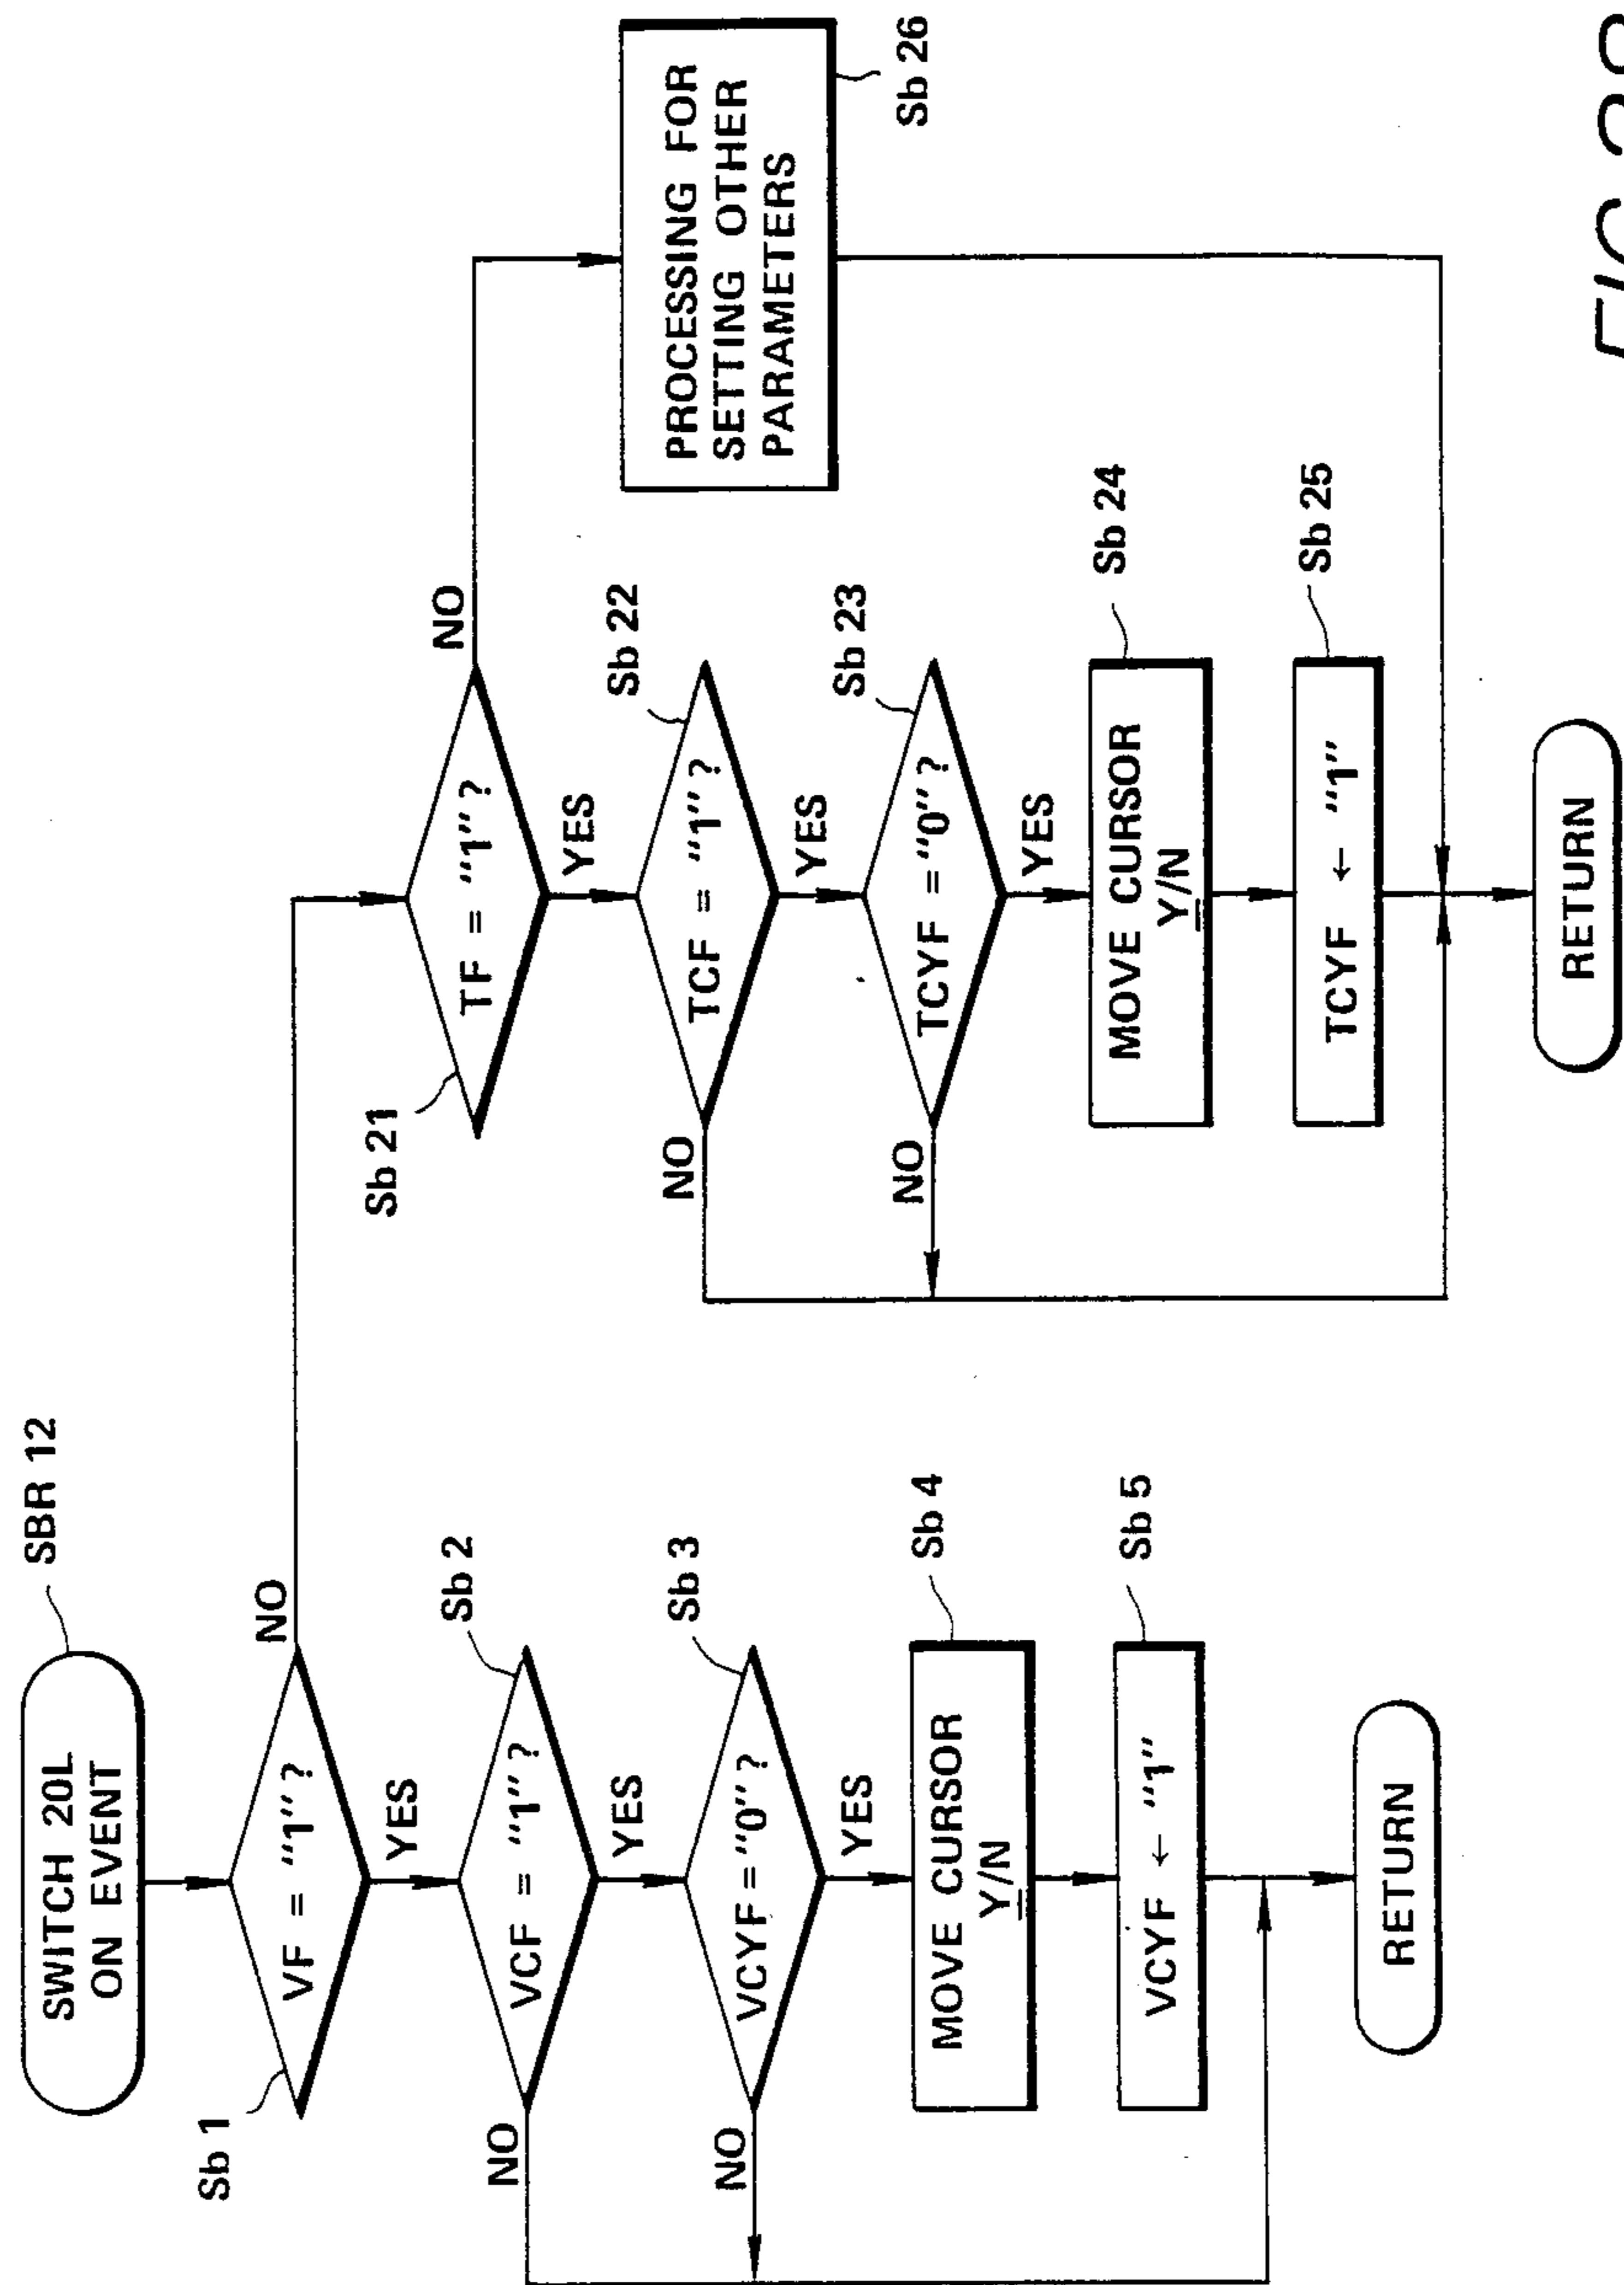 SBR 12
SWITCH 20L
ON EVENT
Sb 1
VF = "1" ?
NO
YES
Sb 2
VCF = "1" ?
NO
YES
Sb 3
VCYF = "0" ?
NO
YES
Sb 4
MOVE CURSOR
Y/N
Sb 5
VCYF ← "1"
RETURN
Sb 21
TF = "1" ?
NO
YES
Sb 22
TCF = "1" ?
NO
YES
Sb 23
TCYF = "0" ?
NO
YES
Sb 24
MOVE CURSOR
Y/N
Sb 25
TCYF ← "1"
RETURN
PROCESSING FOR
SETTING OTHER
PARAMETERS
Sb 26